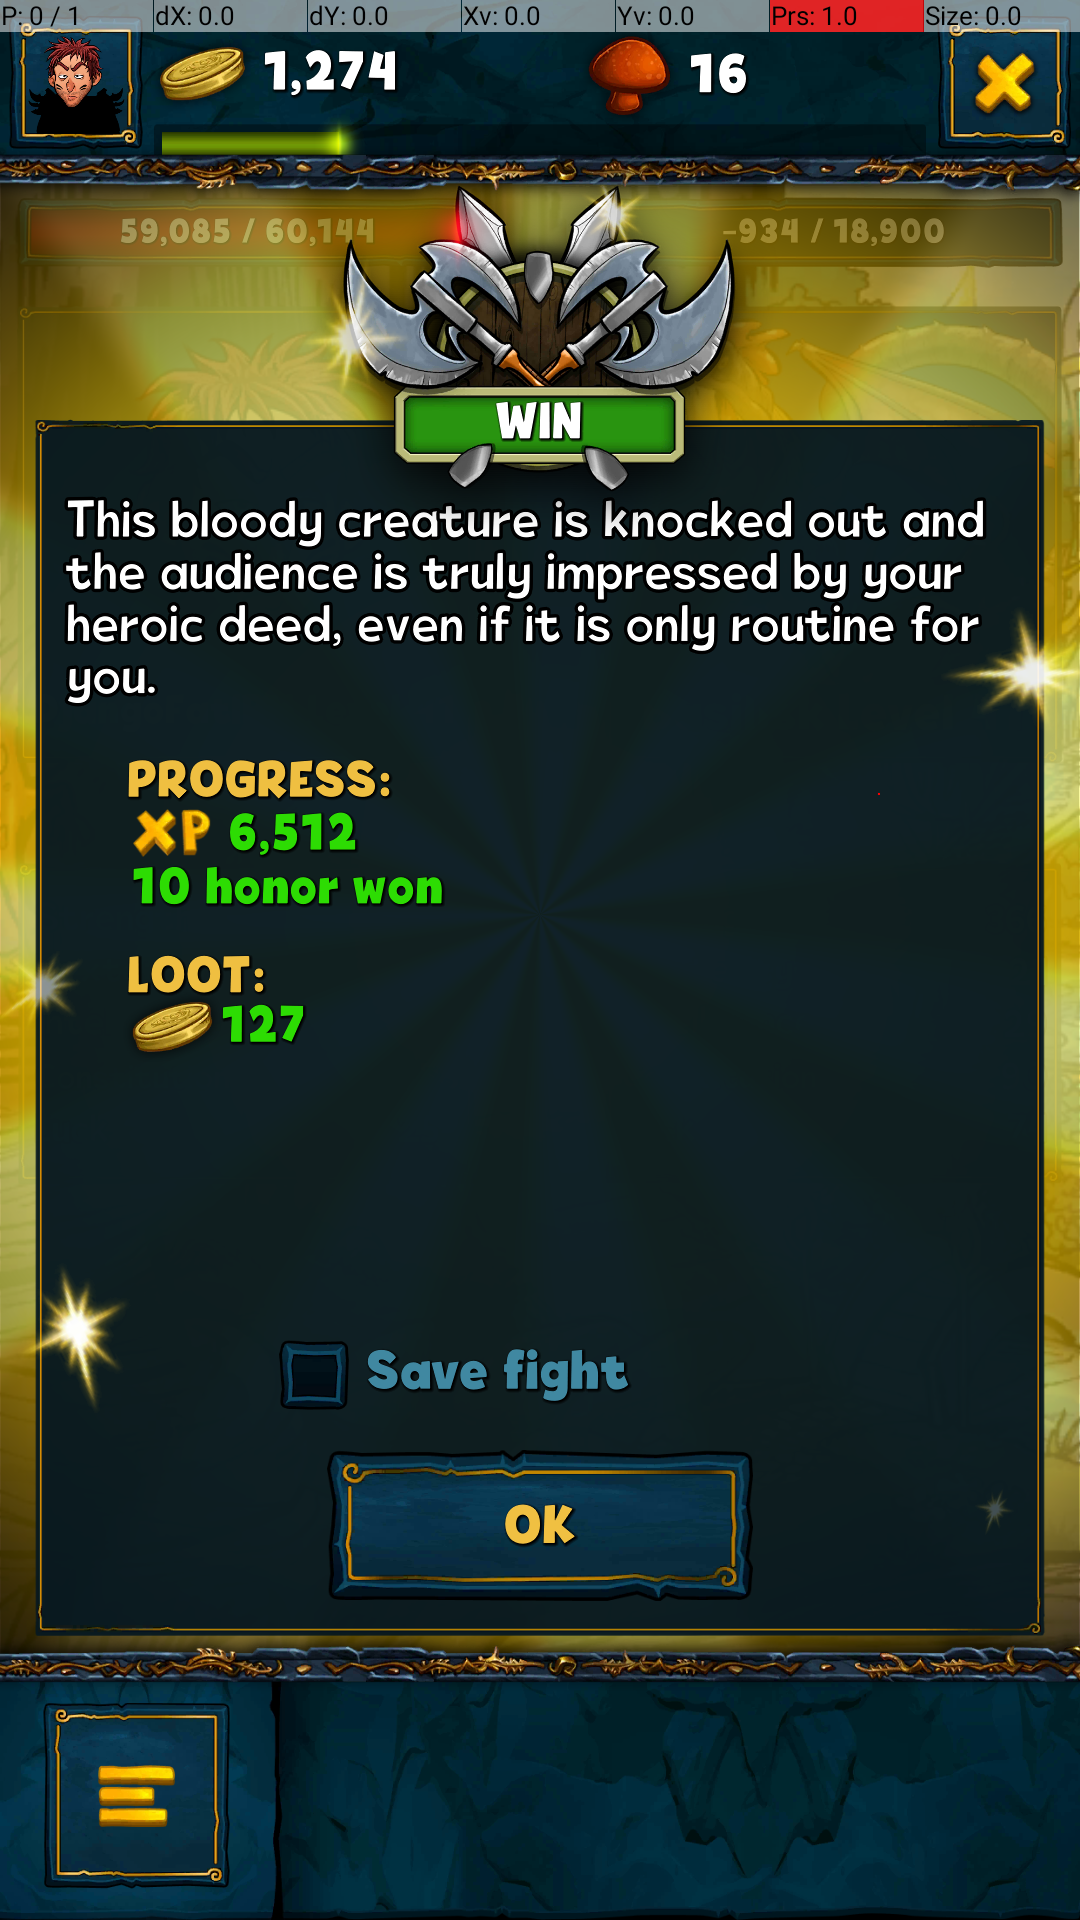 P: 0 / 1 dX: 0.0 dY: 0.0 Xv: 0.0 Yv: 0.0 Prs: 1.0 Size: 0.0
1,274 16
59,085 / 60,144 -934 / 18,900
WIN
This bloody creature is knocked out and
the audience is truly impressed by your
heroic deed, even if it is only routine for
you.
PROGRESS:
XP 6,512
10 honor won
LOOT:
127
Save fight
OK